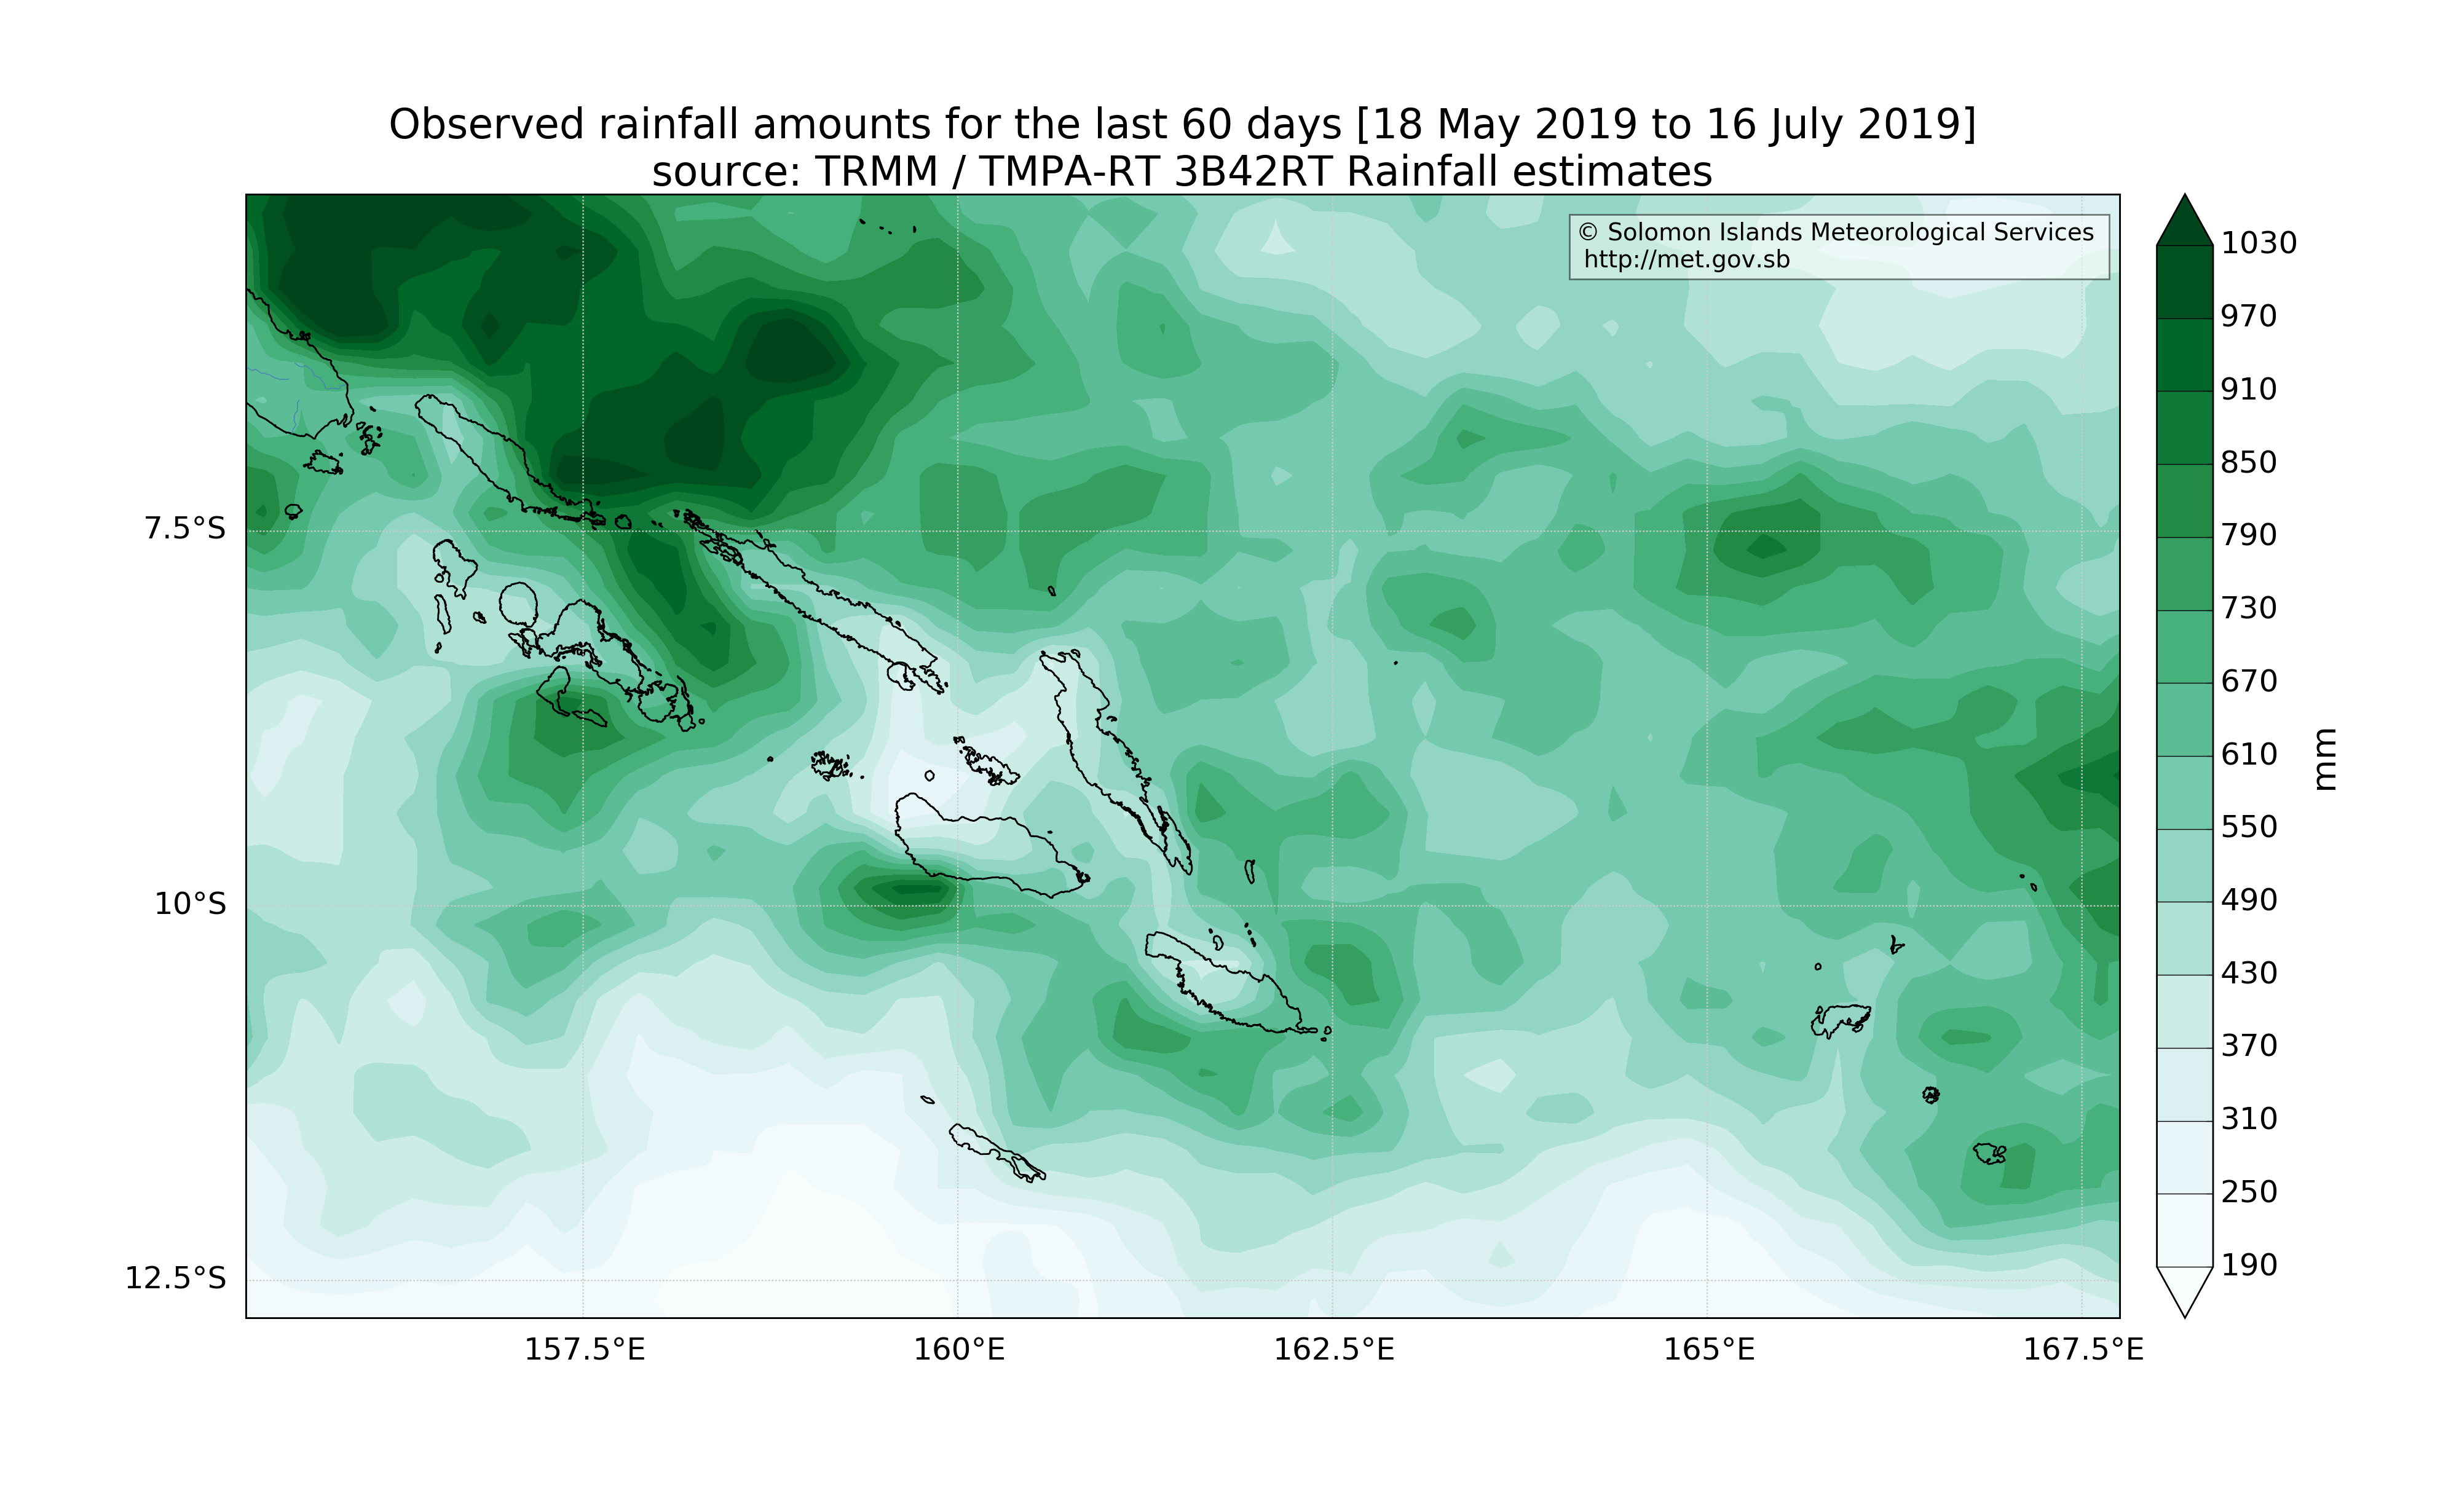 Observed rainfall amounts for the last 60 days [18 May 2019 to 16 July 2019]
source: TRMM / TMPA-RT 3B42RT Rainfall estimates
© Solomon Islands Meteorological Services
http://met.gov.sb
7.5°S
10°S
12.5°S
157.5°E
160°E
162.5°E
165°E
167.5°E
1030
970
910
850
790
730
670
610
550
490
430
370
310
250
190
mm